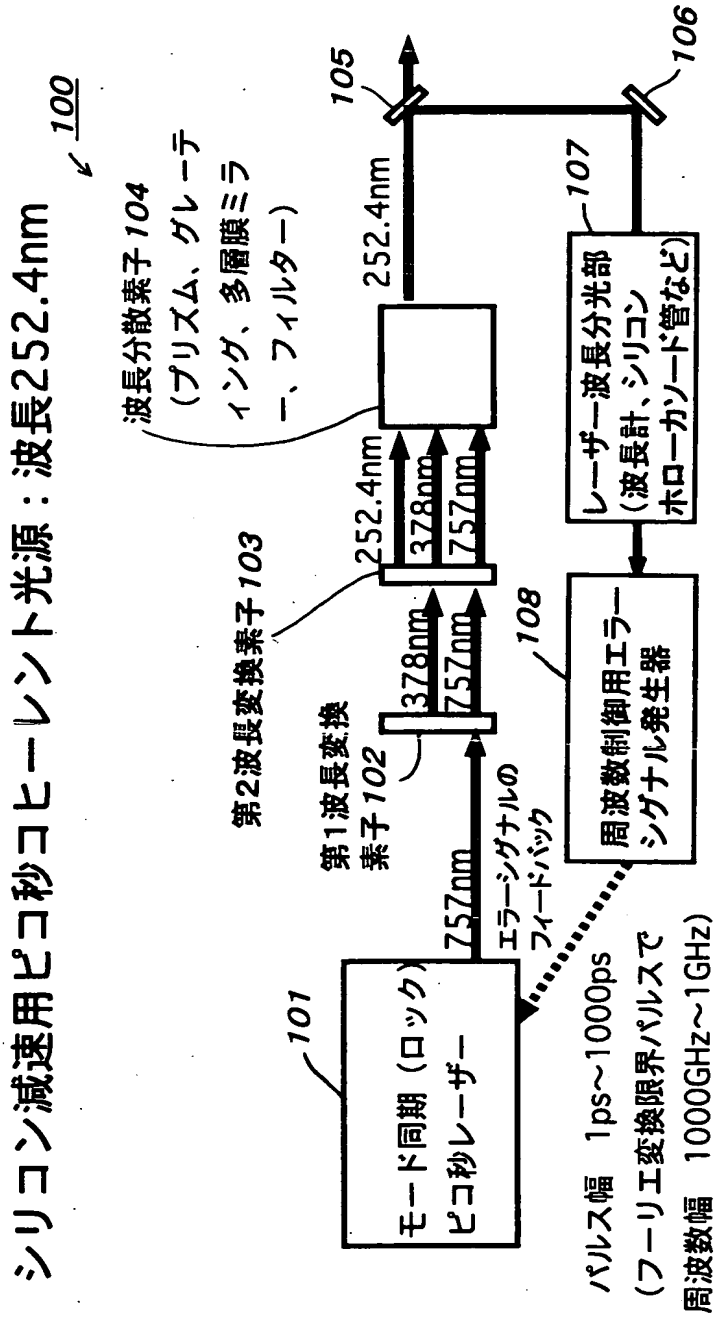 シリコン減速用ピコ秒コヒーレント光源:波長252.4nm
100
波長分散素子104
(プリズム、グレーテ
ィング、多層膜ミラ
ー、フィルター)
第2波長変換素子103
第1波長変換
素子102
101
モード同期(ロック)
ピコ秒レーザー
757nm
378nm
757nm
252.4nm
378nm
757nm
252.4nm
105
106
エラーシグナルの
フィードバック
107
レーザー波長分光部
(波長計、シリコン
ホローカソード管など)
108
周波数制御用エラー
シグナル発生器
パルス幅 1ps~1000ps
(フーリエ変換限界パルスで
周波数幅 1000GHz~1GHz)